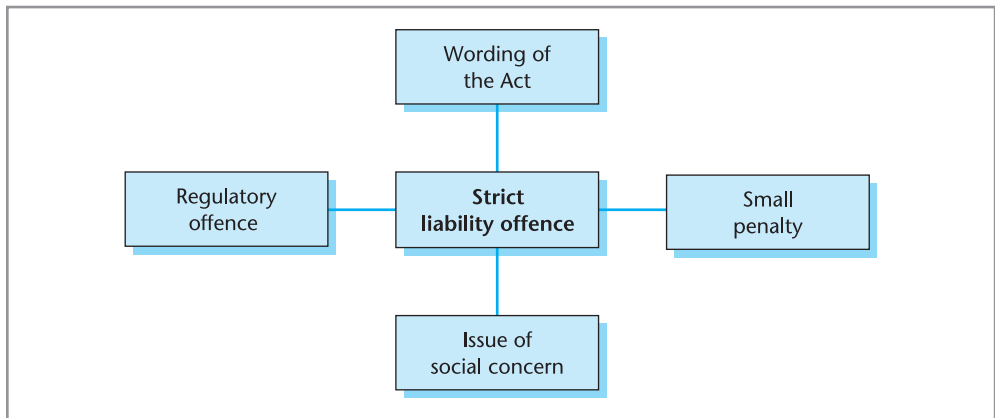 Wording of
the Act
Regulatory
offence
Strict
liability offence
Small
penalty
Issue of
social concern